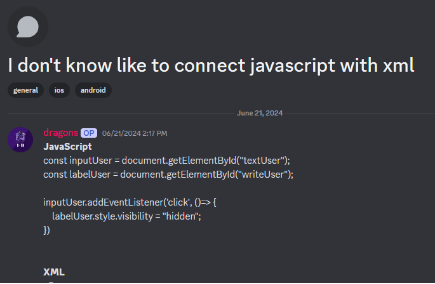 I don't know like to connect javascript with xml
general ios android
June 21, 2024
dragons OP 06/21/2024 2:17 PM
JavaScript
const inputUser = document.getElementById("textUser");
const labelUser = document.getElementById("writeUser");
inputUser.addEventListener('click', ()=> {
labelUser.style.visibility = "hidden";
})
XML